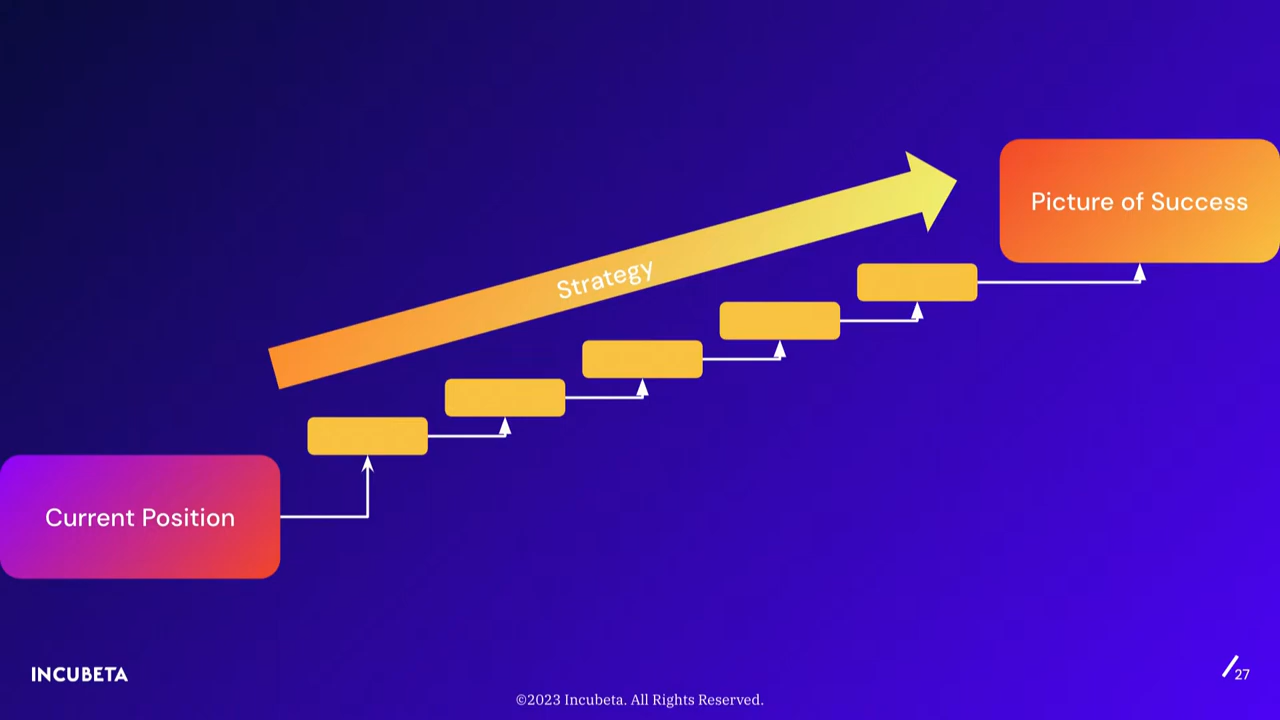 Picture of Success
Strategy
Current Position
INCUBETA
27
©2023 Incubeta. All Rights Reserved.